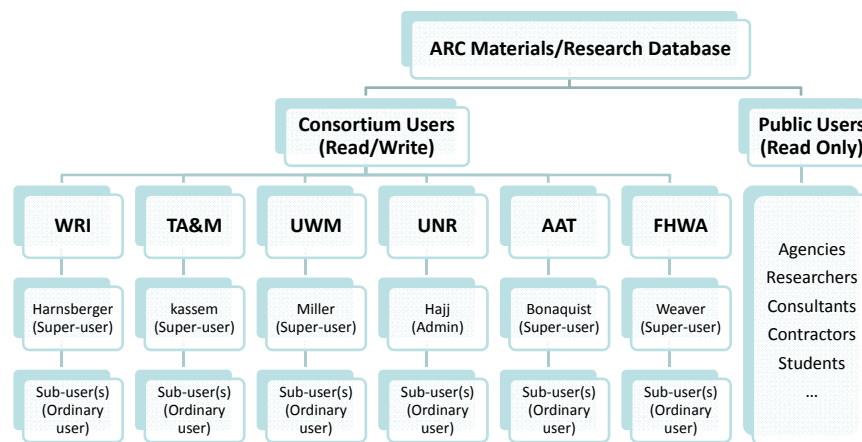 ARC Materials/Research Database
Consortium Users
(Read/Write)
Public Users
(Read Only)
WRI
TA&M
UWM
UNR
AAT
FHWA
Harnsberger
(Super-user)
kassem
(Super-user)
Miller
(Super-user)
Hajj
(Admin)
Bonaquist
(Super-user)
Weaver
(Super-user)
Sub-user(s)
(Ordinary
user)
Sub-user(s)
(Ordinary
user)
Sub-user(s)
(Ordinary
user)
Sub-user(s)
(Ordinary
user)
Sub-user(s)
(Ordinary
user)
Sub-user(s)
(Ordinary
user)
Agencies
Researchers
Consultants
Contractors
Students
...